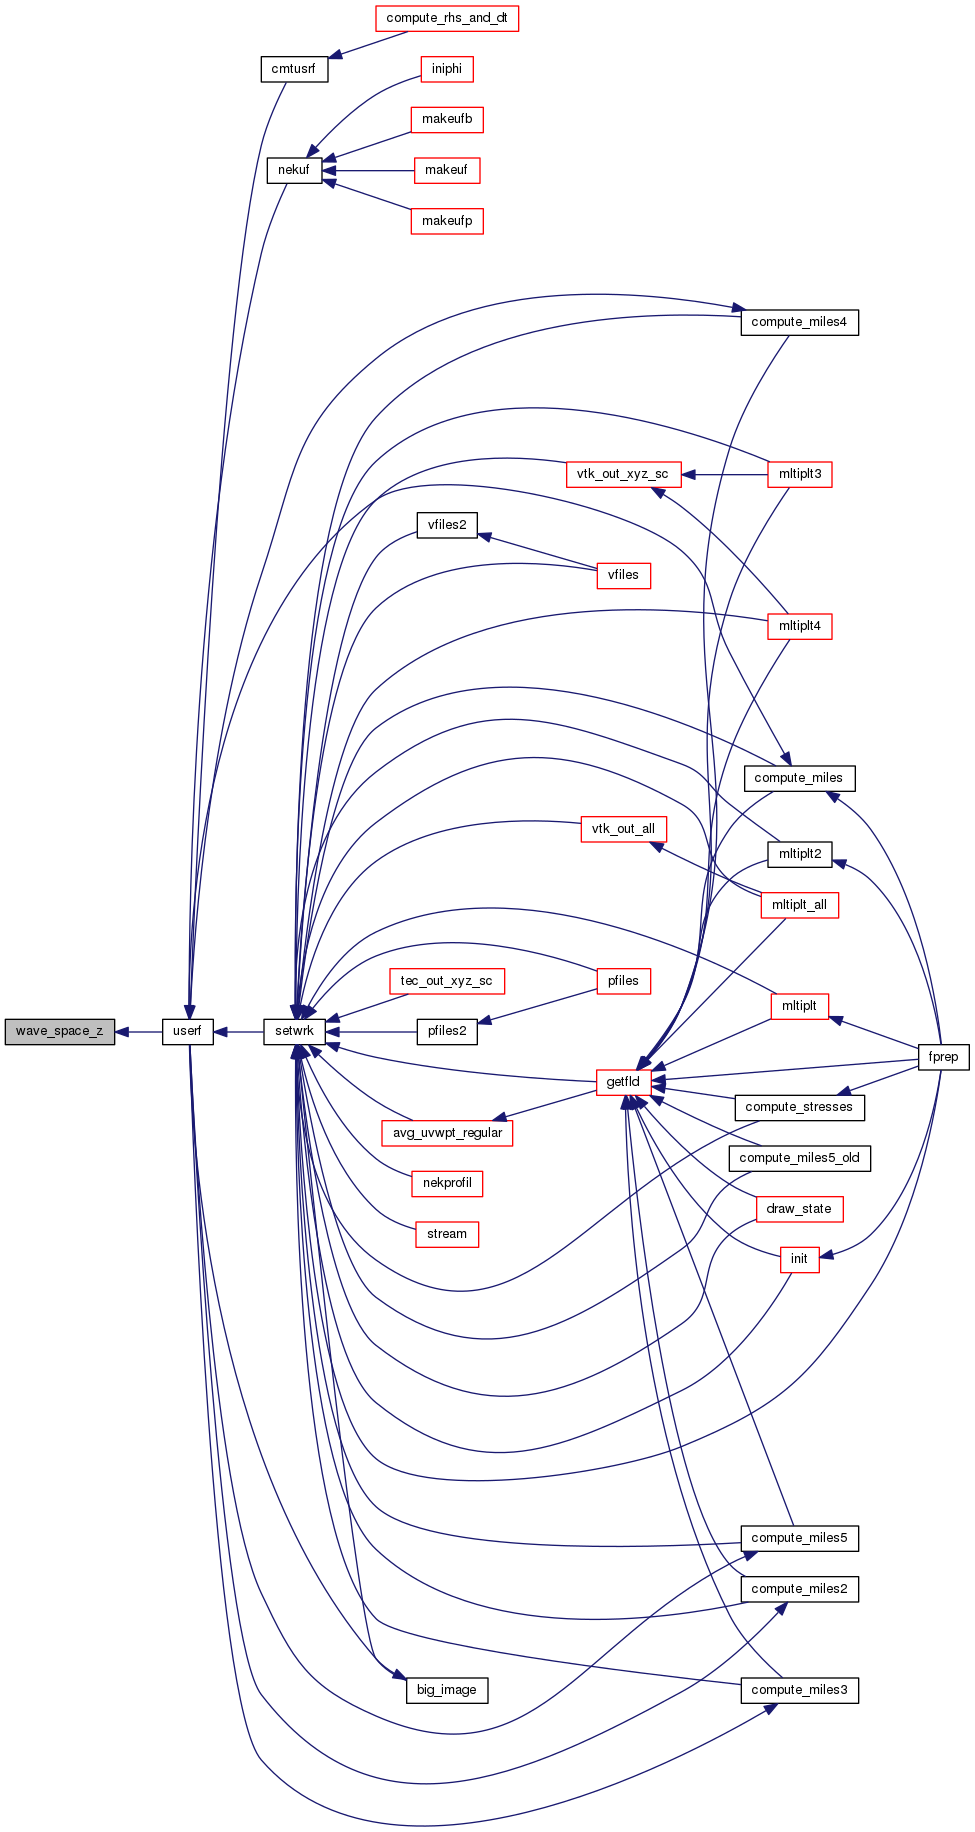 compute_rhs_and_dt
cmtusrf
iniphi
makeufb
nekuf
makeuf
makeufp
compute_miles4
vtk_out_xyz_sc
mltiplt3
vfiles2
vfiles
mltiplt4
compute_miles
vtk_out_all
mltiplt2
mltiplt_all
tec_out_xyz_sc
pfiles
mltiplt
wave_space_z
userf
setwrk
pfiles2
fprep
getfld
compute_stresses
avg_uvwpt_regular
compute_miles5_old
nekprofil
draw_state
stream
init
compute_miles5
compute_miles2
big_image
compute_miles3